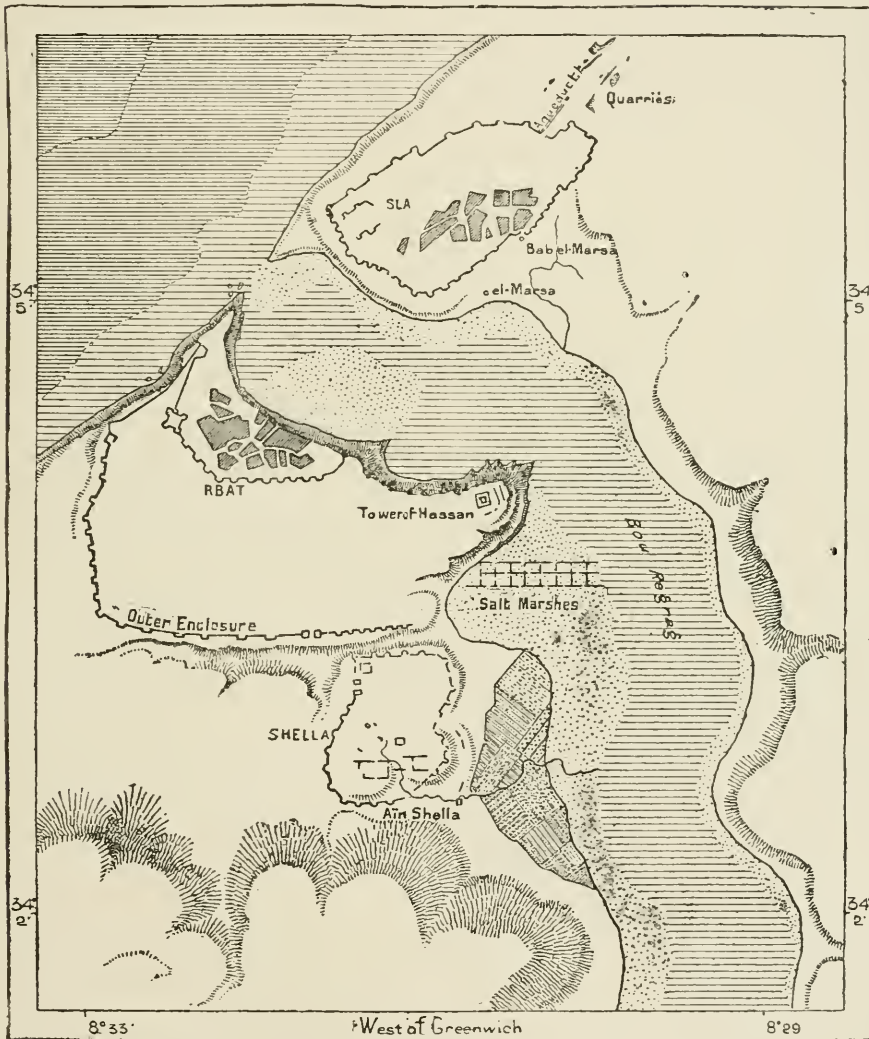 Aqueduct
Quarries
SLA
Bab el-Marsa
34°
5'
34°
5'
el-Marsa
RBAT
Tower of Hassan
Bou Regrag
Salt Marshes
Outer Enclosure
SHELLA
Aïn Shella
34°
2'
34°
2'
8°33'
West of Greenwich
8°29